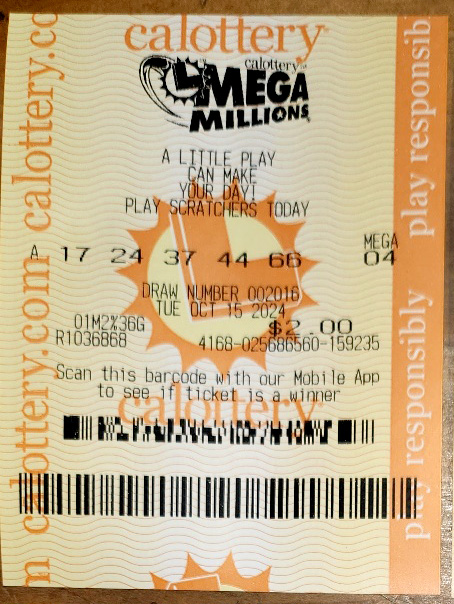 calottery
calottery
MEGA
MILLIONS
A LITTLE PLAY
CAN MAKE
YOUR DAY!
PLAY SCRATCHERS TODAY
MEGA
A 17 24 37 44 66 04
DRAW NUMBER 002016
TUE OCT 15 2024
01M2%36G $2.00
R1036868 4168-025686560-159235
Scan this barcode with our Mobile App
to see if ticket is a winner
calottery
calottery.com calottery.co
play responsibly play responsib